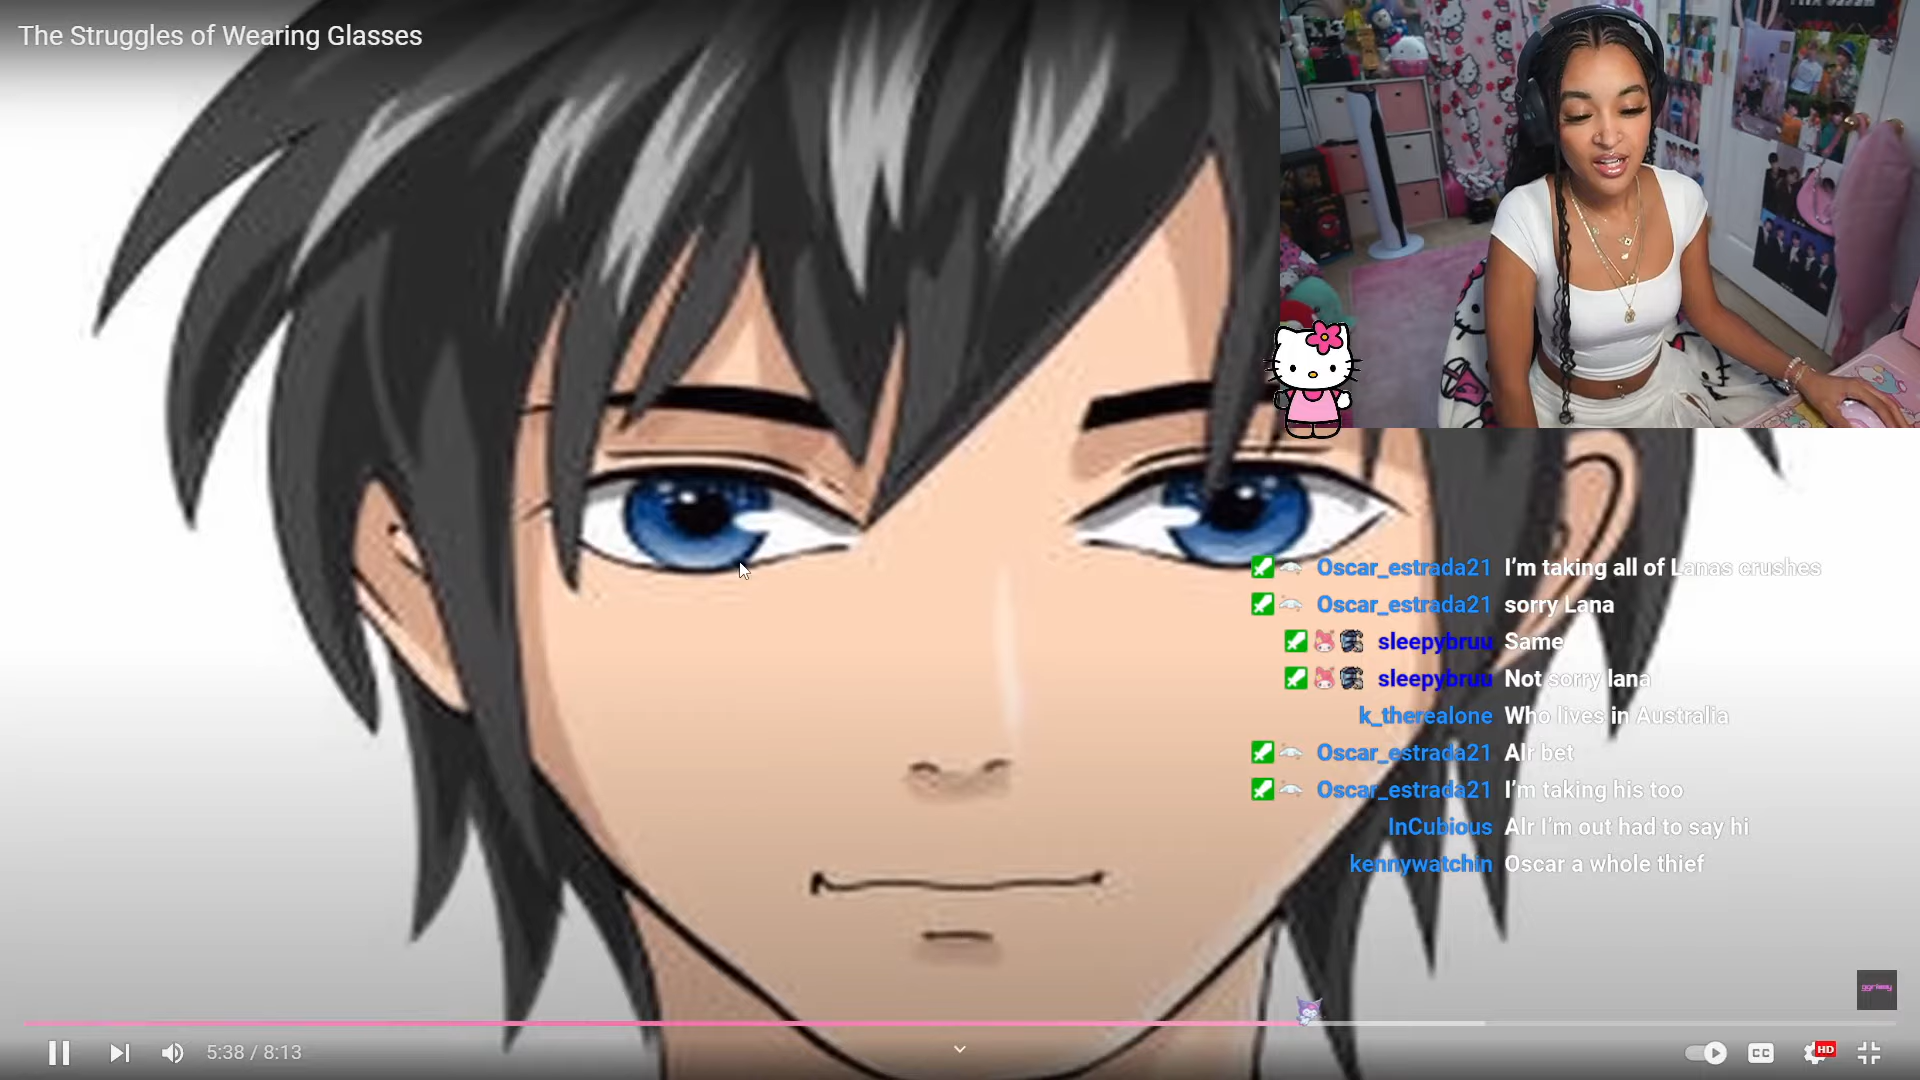 The Struggles of Wearing Glasses
Oscar_estrada21 I'm taking all of Lanas crushes
Oscar_estrada21 sorry Lana
sleepybruu Same
sleepybruu Not sorry lana
k_therealone Who lives in Australia
Oscar_estrada21 Alr bet
Oscar_estrada21 I'm taking his too
InCubious Alr I'm out had to say hi
kennywatchin Oscar a whole thief
5:38 / 8:13
CC
HD